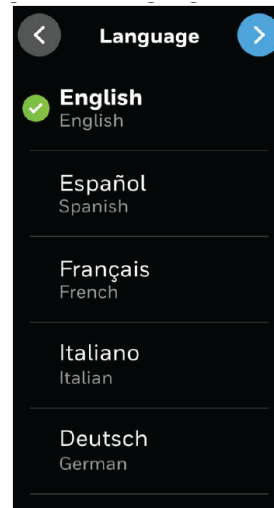 Language
English
English
Español
Spanish
Français
French
Italiano
Italian
Deutsch
German